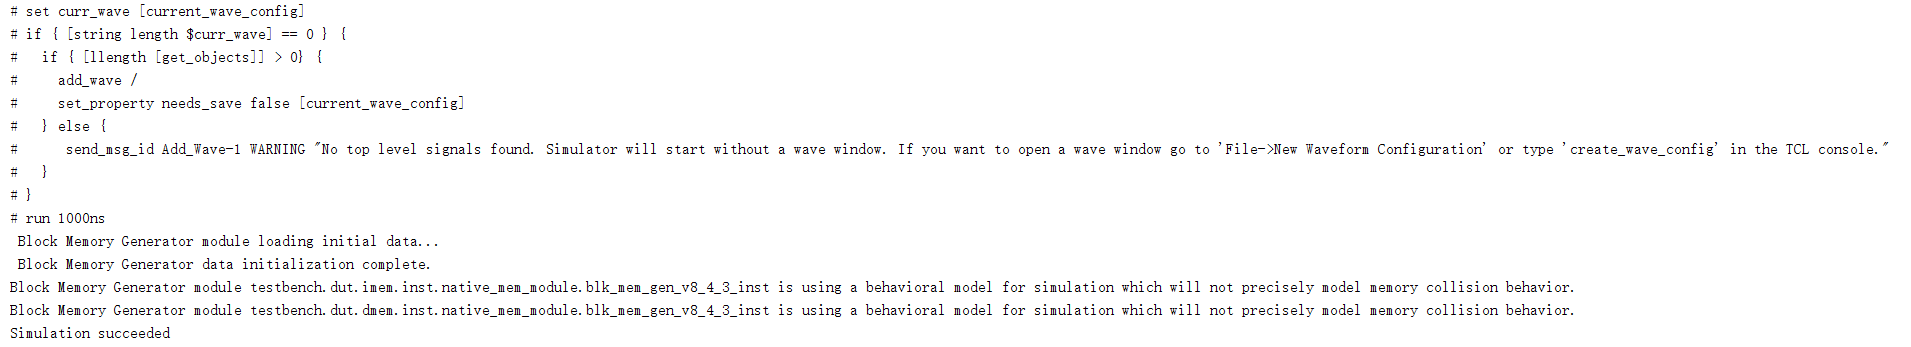 # set curr_wave [current_wave_config]
# if { [string length $curr_wave] == 0 } {
#   if { [llength [get_objects]] > 0} {
#     add_wave /
#     set_property needs_save false [current_wave_config]
#   } else {
#      send_msg_id Add_Wave-1 WARNING "No top level signals found. Simulator will start without a wave window. If you want to open a wave window go to 'File->New Waveform Configuration' or type 'create_wave_config' in the TCL console."
#   }
# }
# run 1000ns
 Block Memory Generator module loading initial data...
 Block Memory Generator data initialization complete.
Block Memory Generator module testbench.dut.imem.inst.native_mem_module.blk_mem_gen_v8_4_3_inst is using a behavioral model for simulation which will not precisely model memory collision behavior.
Block Memory Generator module testbench.dut.dmem.inst.native_mem_module.blk_mem_gen_v8_4_3_inst is using a behavioral model for simulation which will not precisely model memory collision behavior.
Simulation succeeded